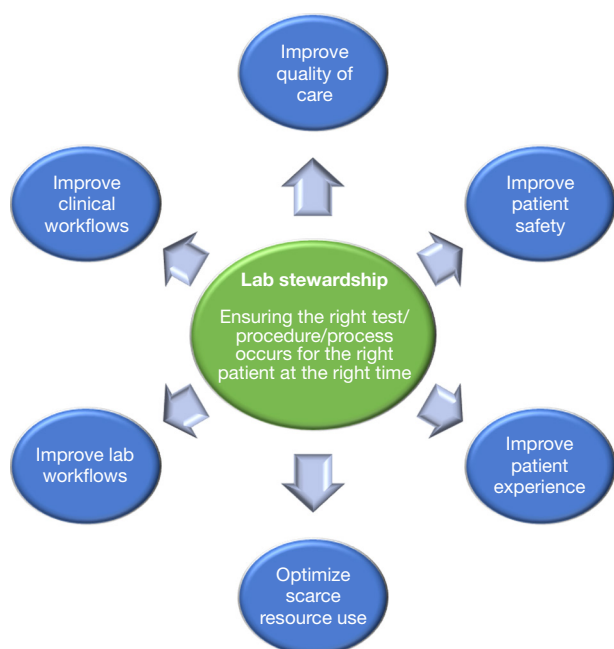 Improve
quality of
care
Improve
clinical
workflows
Improve
patient
safety
Lab stewardship
Ensuring the right test/
procedure/process
occurs for the right
patient at the right time
Improve lab
workflows
Improve
patient
experience
Optimize
scarce
resource use